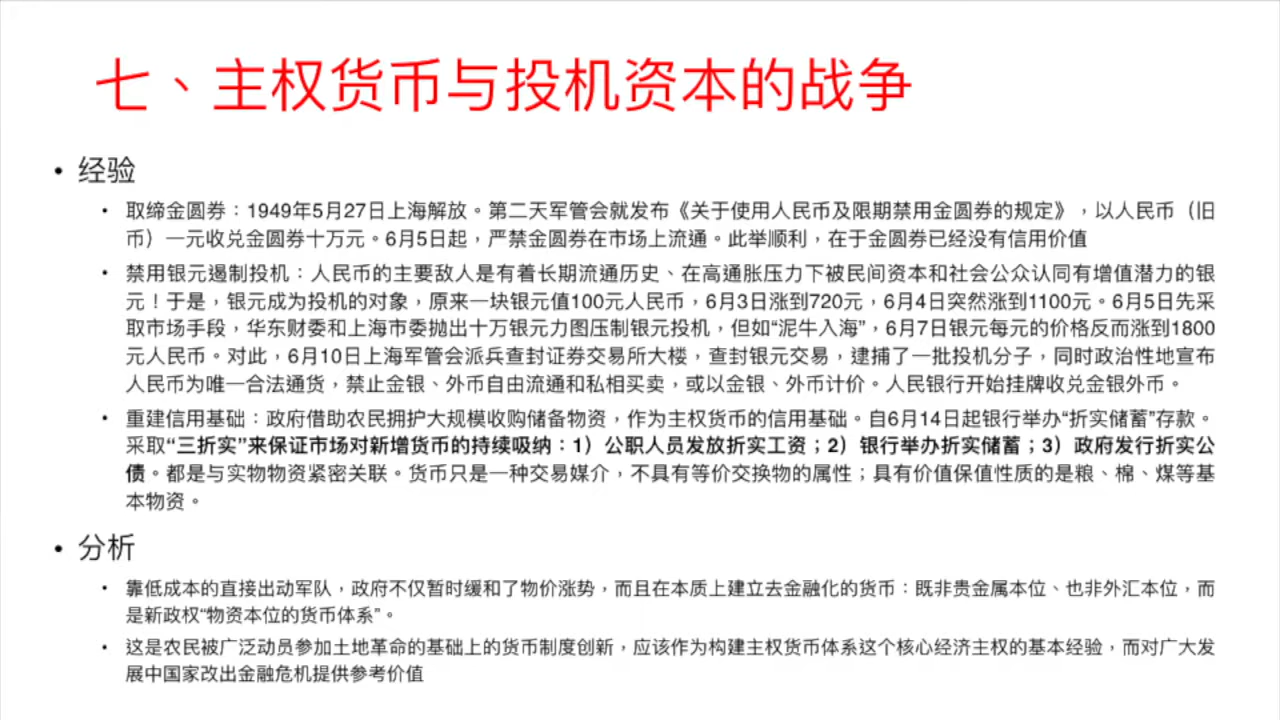 七、主权货币与投机资本的战争
• 经验
• 取缔金圆券：1949年5月27日上海解放。第二天军管会就发布《关于使用人民币及限期禁用金圆券的规定》，以人民币（旧
币）一元收兑金圆券十万元。6月5日起，严禁金圆券在市场上流通。此举顺利，在于金圆券已经没有信用价值
• 禁用银元遏制投机：人民币的主要敌人是有着长期流通历史、在高通胀压力下被民间资本和社会公众认同有增值潜力的银
元！于是，银元成为投机的对象，原来一块银元值100元人民币，6月3日涨到720元，6月4日突然涨到1100元。6月5日先采
取市场手段，华东财委和上海市委抛出十万银元力图压制银元投机，但如“泥牛入海”，6月7日银元每元的价格反而涨到1800
元人民币。对此，6月10日上海军管会派兵查封证券交易所大楼，查封银元交易，逮捕了一批投机分子，同时政治性地宣布
人民币为唯一合法通货，禁止金银、外币自由流通和私相买卖，或以金银、外币计价。人民银行开始挂牌收兑金银外币。
• 重建信用基础：政府借助农民拥护大规模收购储备物资，作为主权货币的信用基础。自6月14日起银行举办“折实储蓄”存款。
采取“三折实”来保证市场对新增货币的持续吸纳：1）公职人员发放折实工资；2）银行举办折实储蓄；3）政府发行折实公
债。都是与实物物资紧密关联。货币只是一种交易媒介，不具有等价交换物的属性；具有价值保值性质的是粮、棉、煤等基
本物资。
• 分析
• 靠低成本的直接出动军队，政府不仅暂时缓和了物价涨势，而且在本质上建立去金融化的货币：既非贵金属本位、也非外汇本位，而
是新政权“物资本位的货币体系”。
• 这是农民被广泛动员参加土地革命的基础上的货币制度创新，应该作为构建主权货币体系这个核心经济主权的基本经验，而对广大发
展中国家改出金融危机提供参考价值